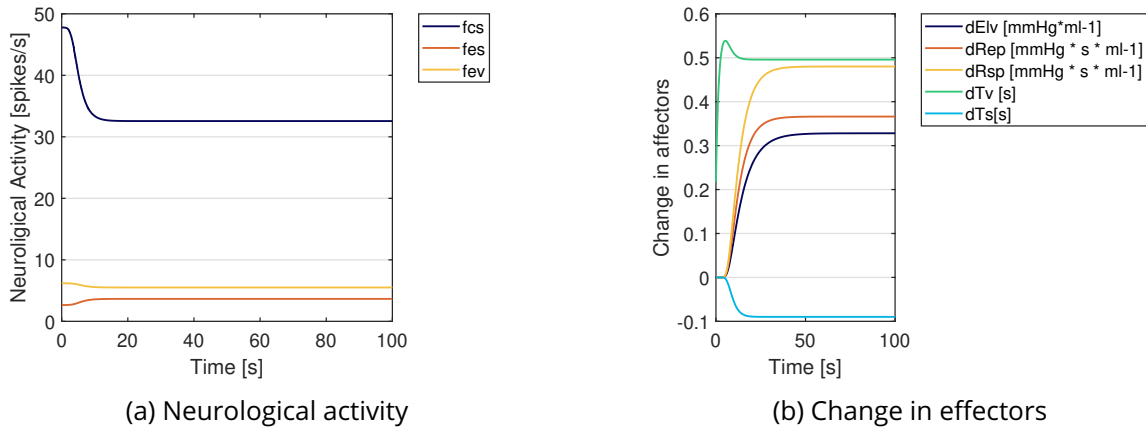 Neuroligical Activity [spikes/s]
50
40
30
20
10
0
0 20 40 60 80 100
Time [s]
fcs
fes
fev
(a) Neurological activity
Change in affectors
0.6
0.5
0.4
0.3
0.2
0.1
0
-0.1
0 50 100
Time [s]
dElv [mmHg*ml-1]
dRep [mmHg * s * ml-1]
dRsp [mmHg * s * ml-1]
dTv [s]
dTs[s]
(b) Change in effectors